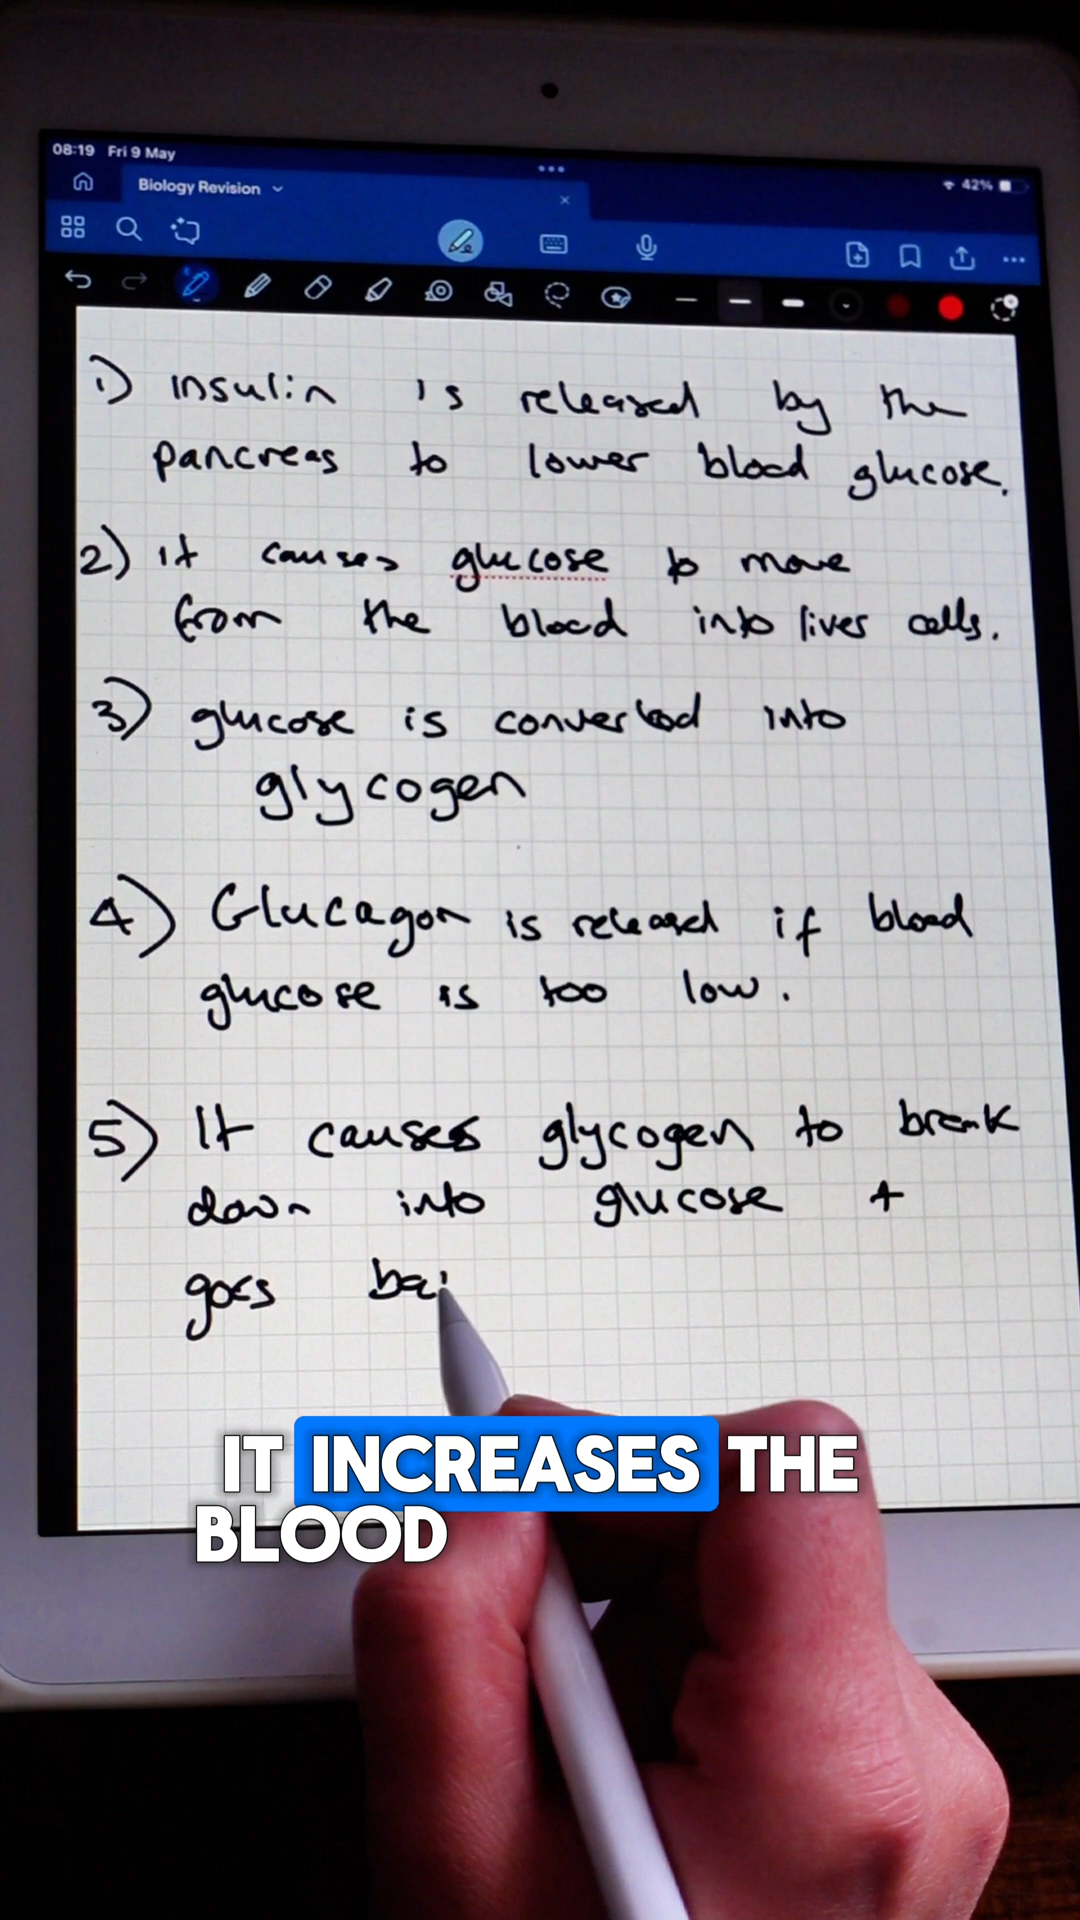 08:19 Fri 9 May
42%
Biology Revision
1) insulin is released by the
pancreas to lower blood glucose.
2) it causes glucose to move
from the blood into liver cells.
3) glucose is converted into
glycogen
4) Glucagon is released if blood
glucose is too low.
5) It causes glycogen to break
down into glucose +
goes ba
IT INCREASES THE
BLOOD